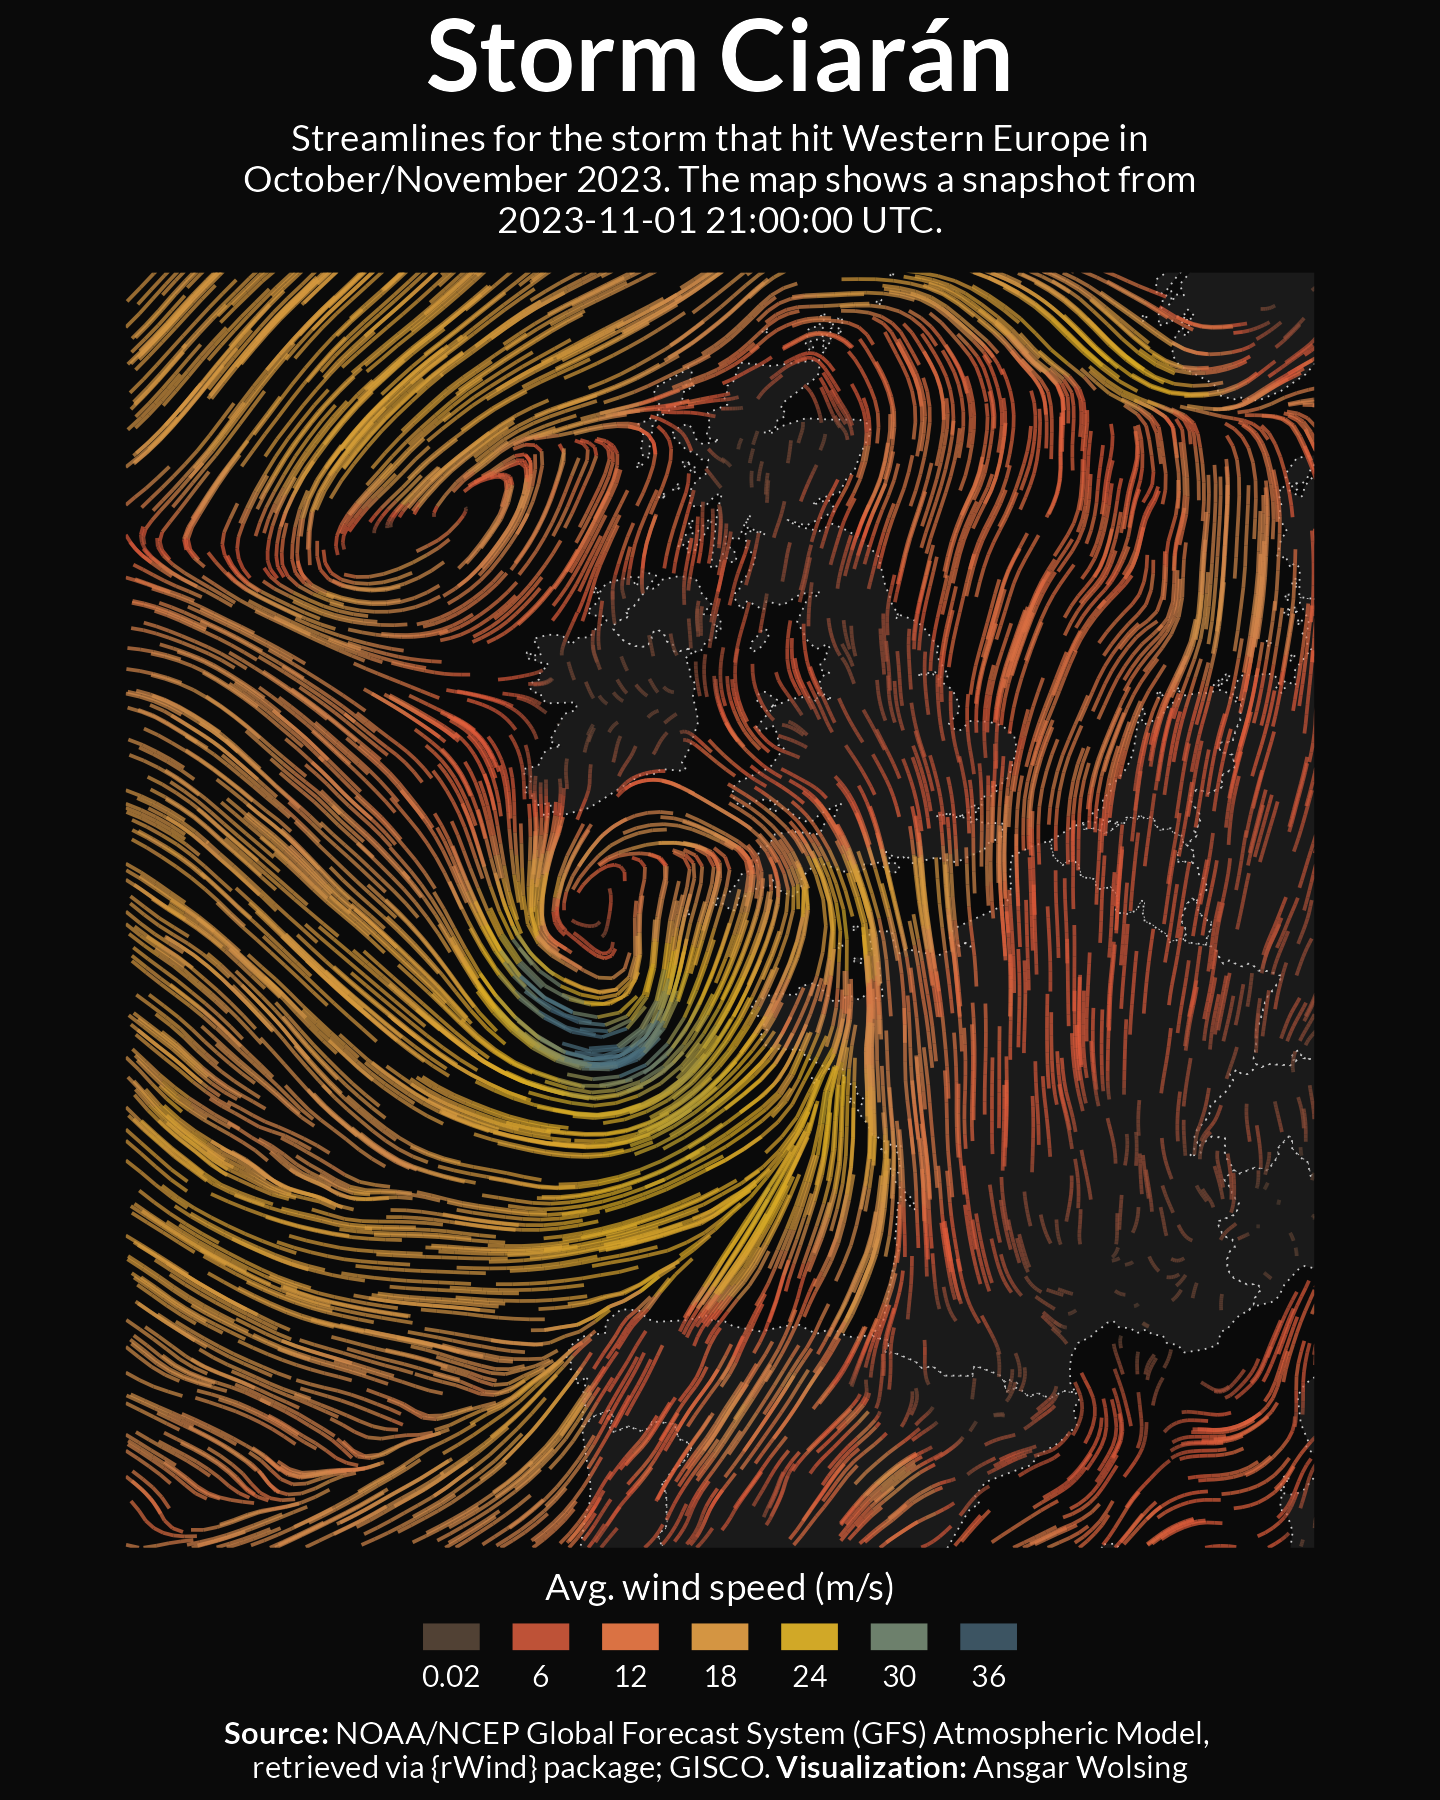 Storm Ciarán
Streamlines for the storm that hit Western Europe in
October/November 2023. The map shows a snapshot from
2023-11-01 21:00:00 UTC.
Avg. wind speed (m/s)
0.02 6 12 18 24 30 36
Source: NOAA/NCEP Global Forecast System (GFS) Atmospheric Model,
retrieved via {rWind} package; GISCO. Visualization: Ansgar Wolsing